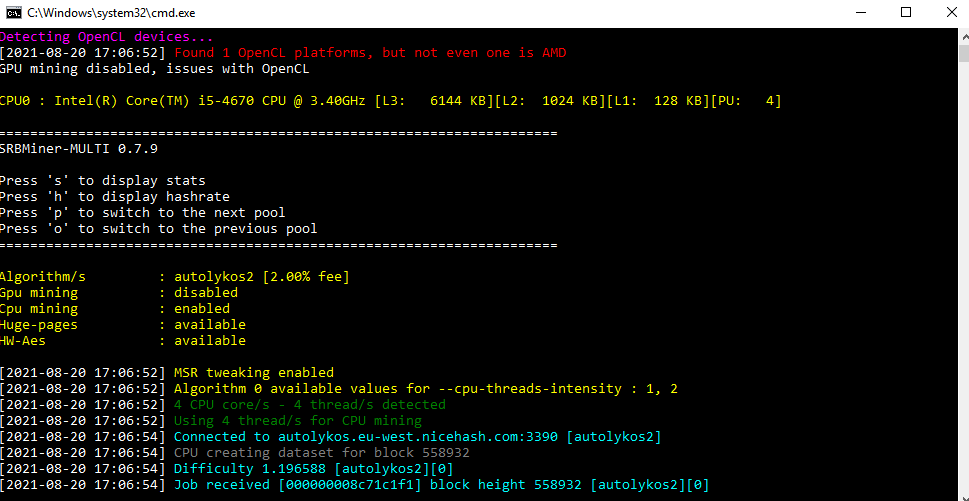 C:\Windows\system32\cmd.exe
Detecting OpenCL devices...
[2021-08-20 17:06:52] Found 1 OpenCL platforms, but not even one is AMD
GPU mining disabled, issues with OpenCL
CPU0 : Intel(R) Core(TM) i5-4670 CPU @ 3.40GHz [L3:   6144 KB][L2:  1024 KB][L1:  128 KB][PU:   4]
======================================================================
SRBMiner-MULTI 0.7.9
Press 's' to display stats
Press 'h' to display hashrate
Press 'p' to switch to the next pool
Press 'o' to switch to the previous pool
======================================================================
Algorithm/s         : autolykos2 [2.00% fee]
Gpu mining          : disabled
Cpu mining          : enabled
Huge-pages          : available
HW-Aes              : available
[2021-08-20 17:06:52] MSR tweaking enabled
[2021-08-20 17:06:52] Algorithm 0 available values for --cpu-threads-intensity : 1, 2
[2021-08-20 17:06:52] 4 CPU core/s - 4 thread/s detected
[2021-08-20 17:06:52] Using 4 thread/s for CPU mining
[2021-08-20 17:06:54] Connected to autolykos.eu-west.nicehash.com:3390 [autolykos2]
[2021-08-20 17:06:54] CPU creating dataset for block 558932
[2021-08-20 17:06:54] Difficulty 1.196588 [autolykos2][0]
[2021-08-20 17:06:54] Job received [000000008c71c1f1] block height 558932 [autolykos2][0]